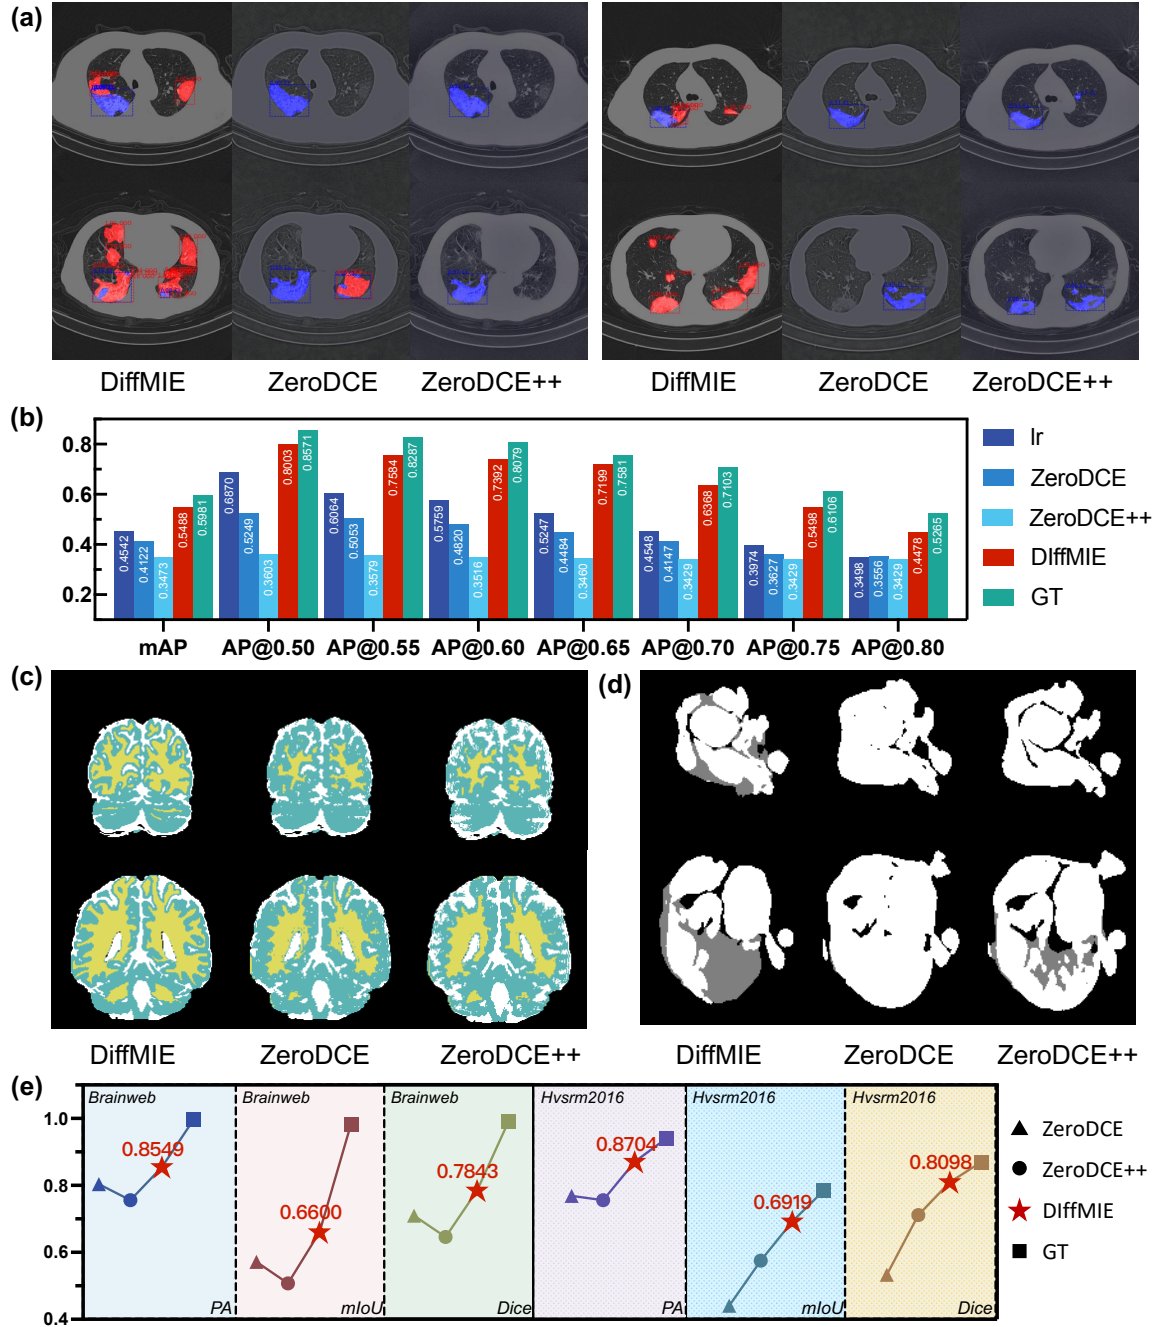 (a)
DiffMIE ZeroDCE ZeroDCE++ DiffMIE ZeroDCE ZeroDCE++
(b)
0.8
0.6
0.4
0.2
0.4542 0.4122 0.3473 0.5488 0.5981
0.6870 0.5249 0.3603 0.8003 0.8571
0.6064 0.5053 0.3579 0.7584 0.8287
0.5759 0.4820 0.3516 0.7392 0.8079
0.5247 0.4484 0.3460 0.7199 0.7581
0.4548 0.4147 0.3429 0.6368 0.7103
0.3974 0.3627 0.3429 0.5498 0.6106
0.3498 0.3556 0.3429 0.4478 0.5265
mAP AP@0.50 AP@0.55 AP@0.60 AP@0.65 AP@0.70 AP@0.75 AP@0.80
lr
ZeroDCE
ZeroDCE++
DIffMIE
GT
(c)
DiffMIE ZeroDCE ZeroDCE++
(d)
DiffMIE ZeroDCE ZeroDCE++
(e)
1.0
0.8
0.6
0.4
Brainweb Brainweb Brainweb Hvsrm2016 Hvsrm2016 Hvsrm2016
0.8549 0.6600 0.7843 0.8704 0.6919 0.8098
PA mIoU Dice PA mIoU Dice
ZeroDCE
ZeroDCE++
DIffMIE
GT